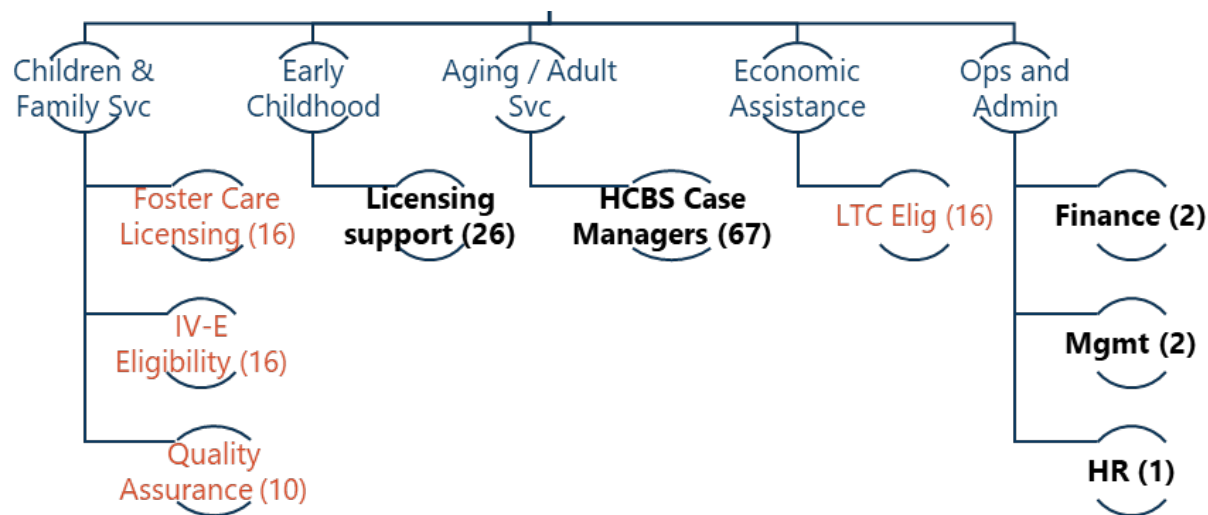 Children &
Family Svc
Early
Childhood
Aging / Adult
Svc
Economic
Assistance
Ops and
Admin
Foster Care
Licensing (16)
Licensing
support (26)
HCBS Case
Managers (67)
LTC Elig (16)
Finance (2)
IV-E
Eligibility (16)
Mgmt (2)
Quality
Assurance (10)
HR (1)